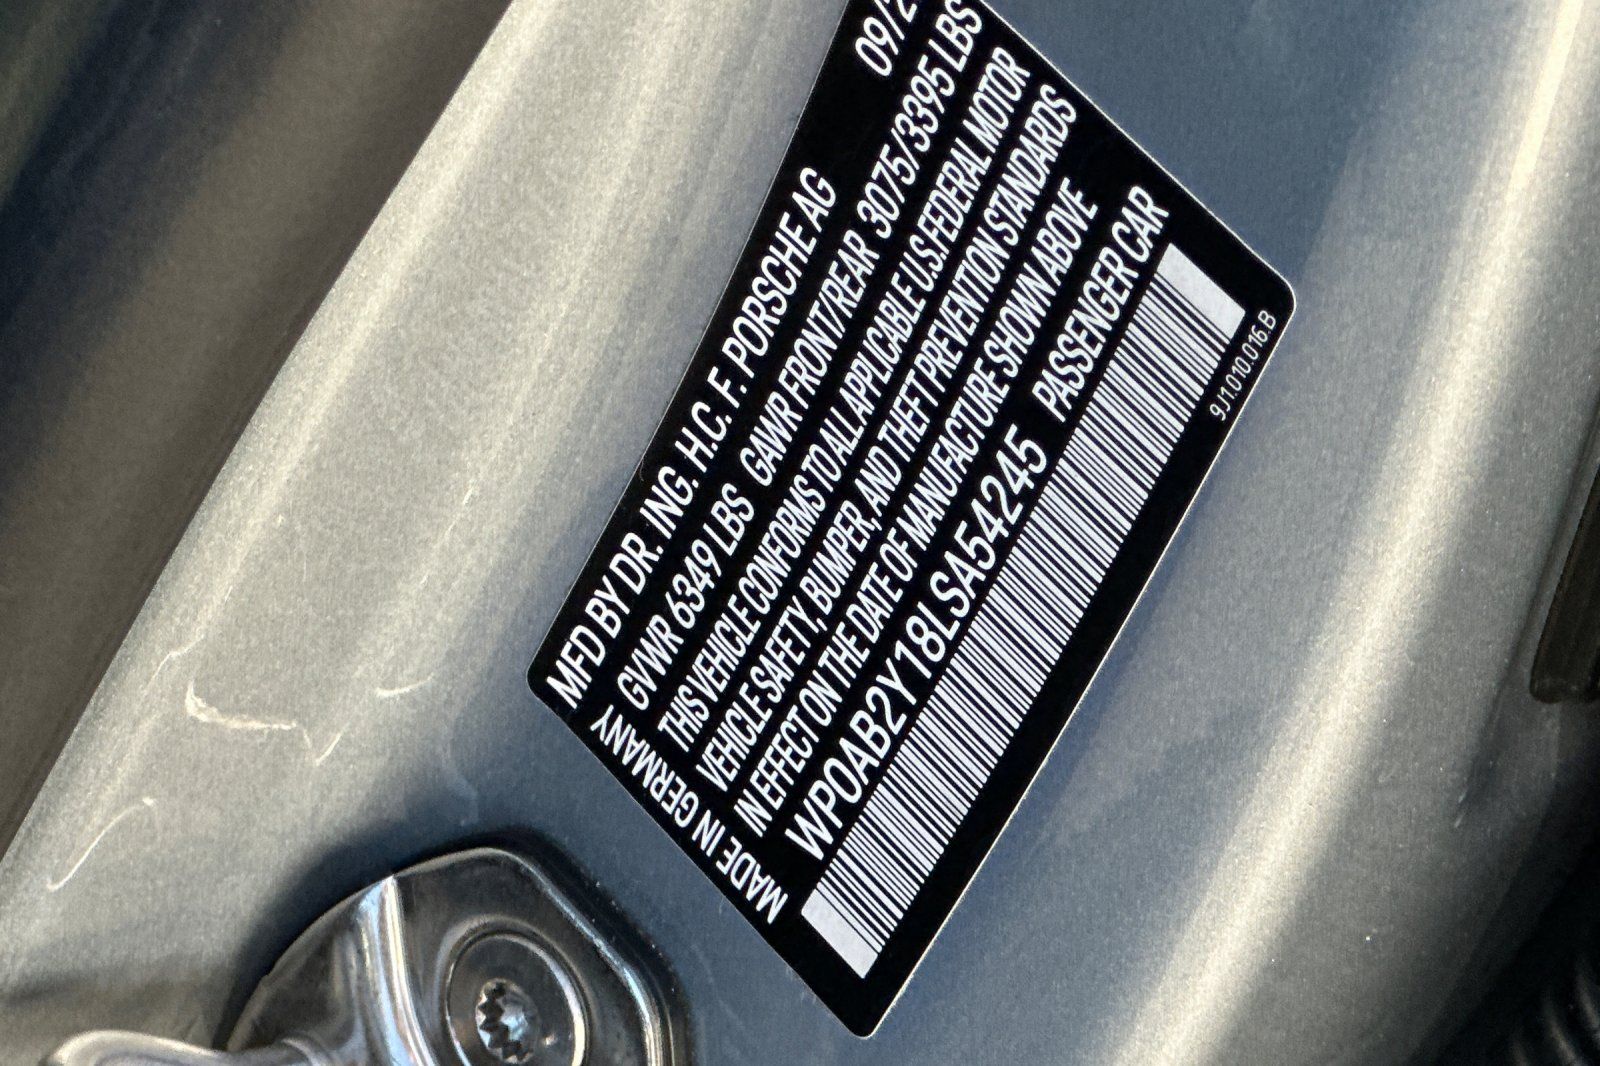 MFD BY DR. ING. H.C. F. PORSCHE AG 09/2
GVWR 6349 LBS GAWR FRONT/REAR 3075/3395 LBS
THIS VEHICLE CONFORMS TO ALL APPLICABLE U.S. FEDERAL MOTOR
VEHICLE SAFETY, BUMPER, AND THEFT PREVENTION STANDARDS
IN EFFECT ON THE DATE OF MANUFACTURE SHOWN ABOVE
WP0AB2Y18LSA54245 PASSENGER CAR
MADE IN GERMANY
9J1.010.016.B